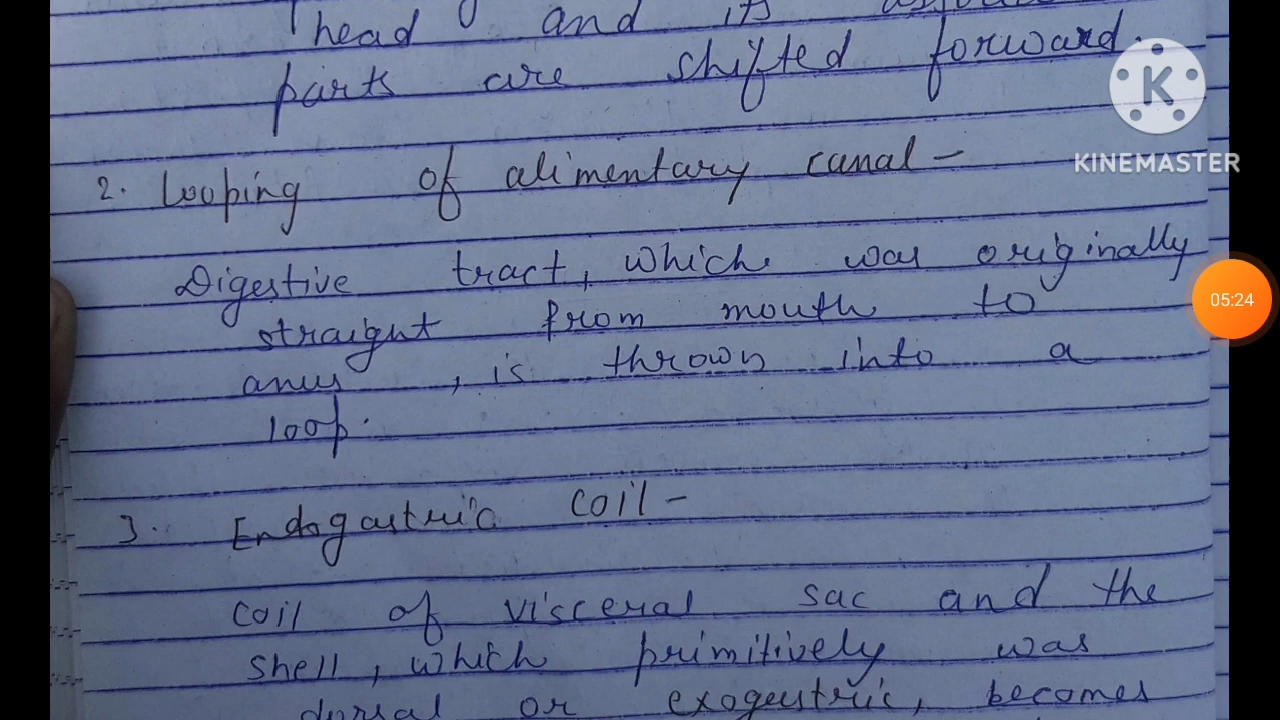 head and its
parts are shifted forward.
2. Looping of alimentary canal -
Digestive tract, which was originally
straight from mouth to
anus, is thrown into a
loop.
3. Endogastric coil -
coil of visceral sac and the
shell, which primitively was
dorsal or exogastric, becomes
K
KINEMASTER
05:24